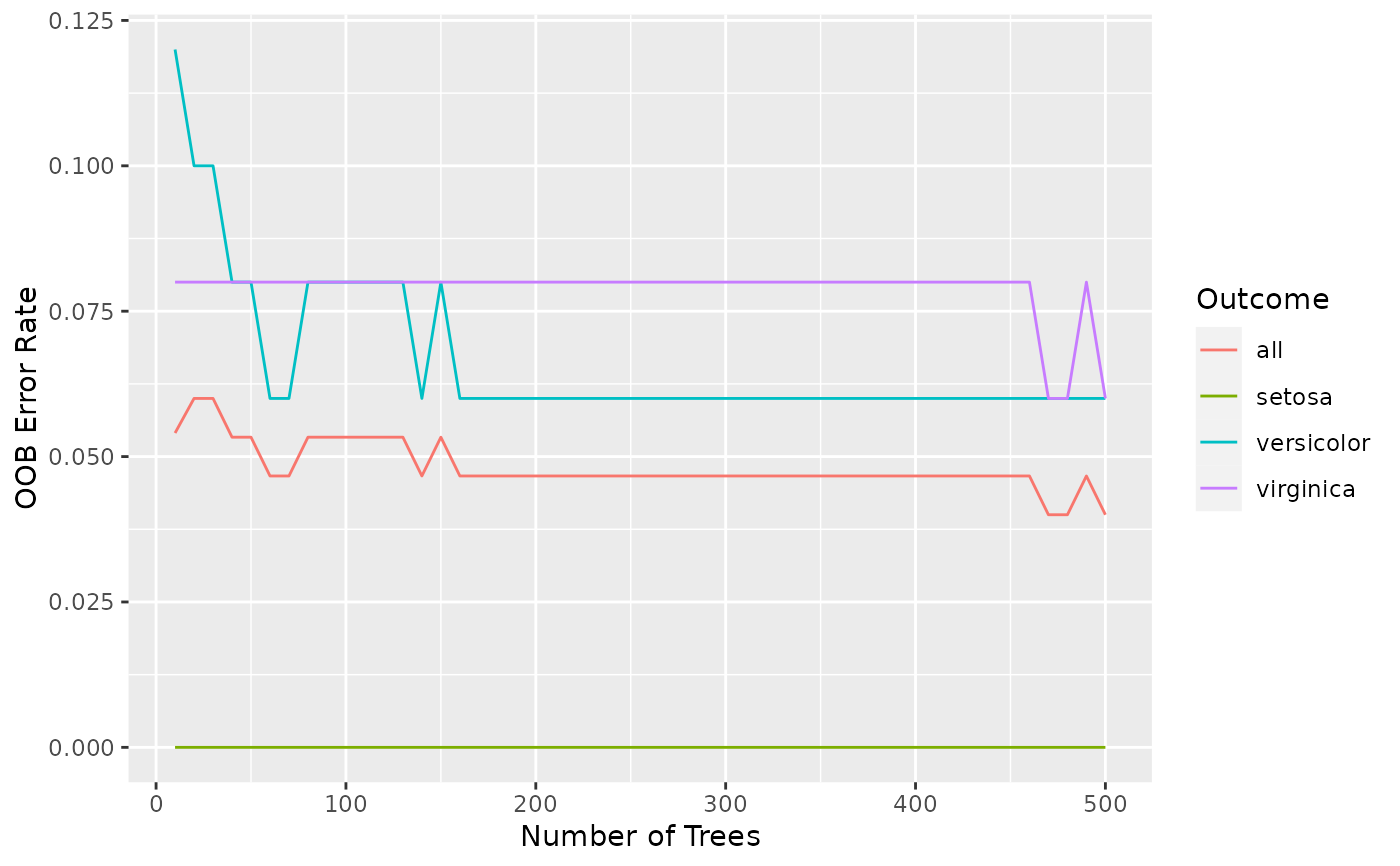 0.125
0.100
0.075
0.050
0.025
0.000
OOB Error Rate
0 100 200 300 400 500
Number of Trees
Outcome
all
setosa
versicolor
virginica